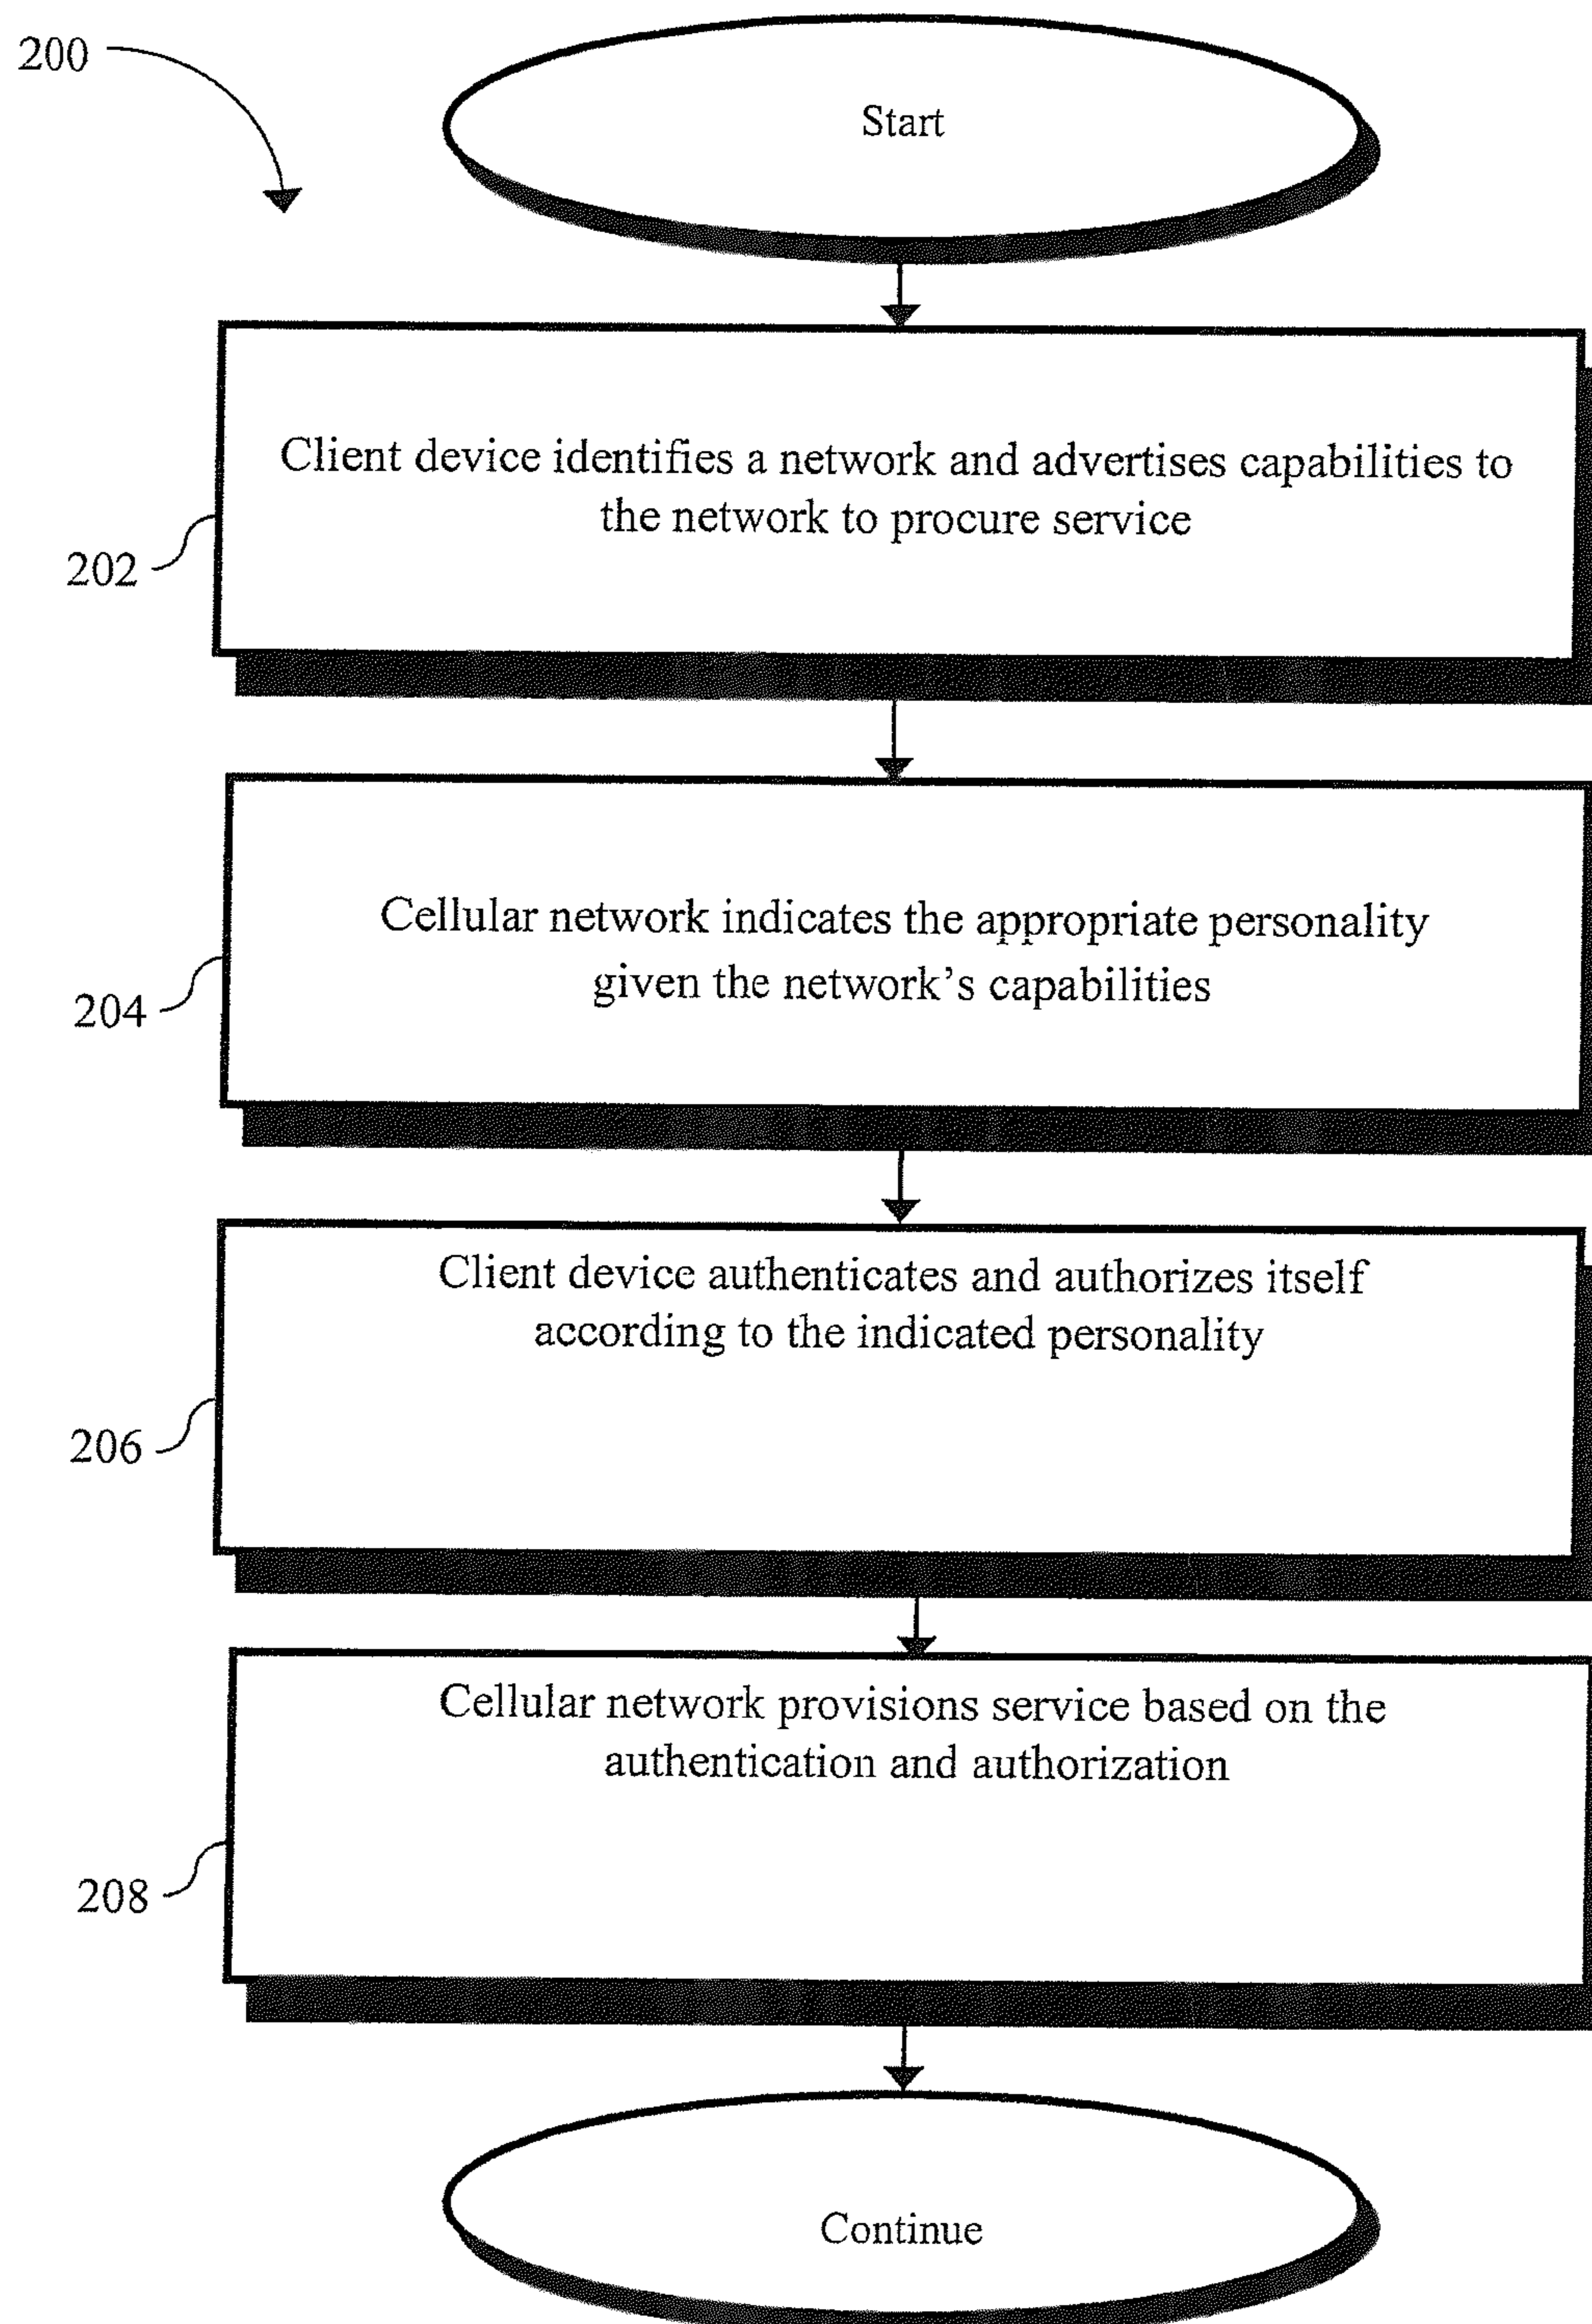 200
Start
Client device identifies a network and advertises capabilities to
the network to procure service
202
Cellular network indicates the appropriate personality
given the network’s capabilities
204
Client device authenticates and authorizes itself
according to the indicated personality
206
Cellular network provisions service based on the
authentication and authorization
208
Continue